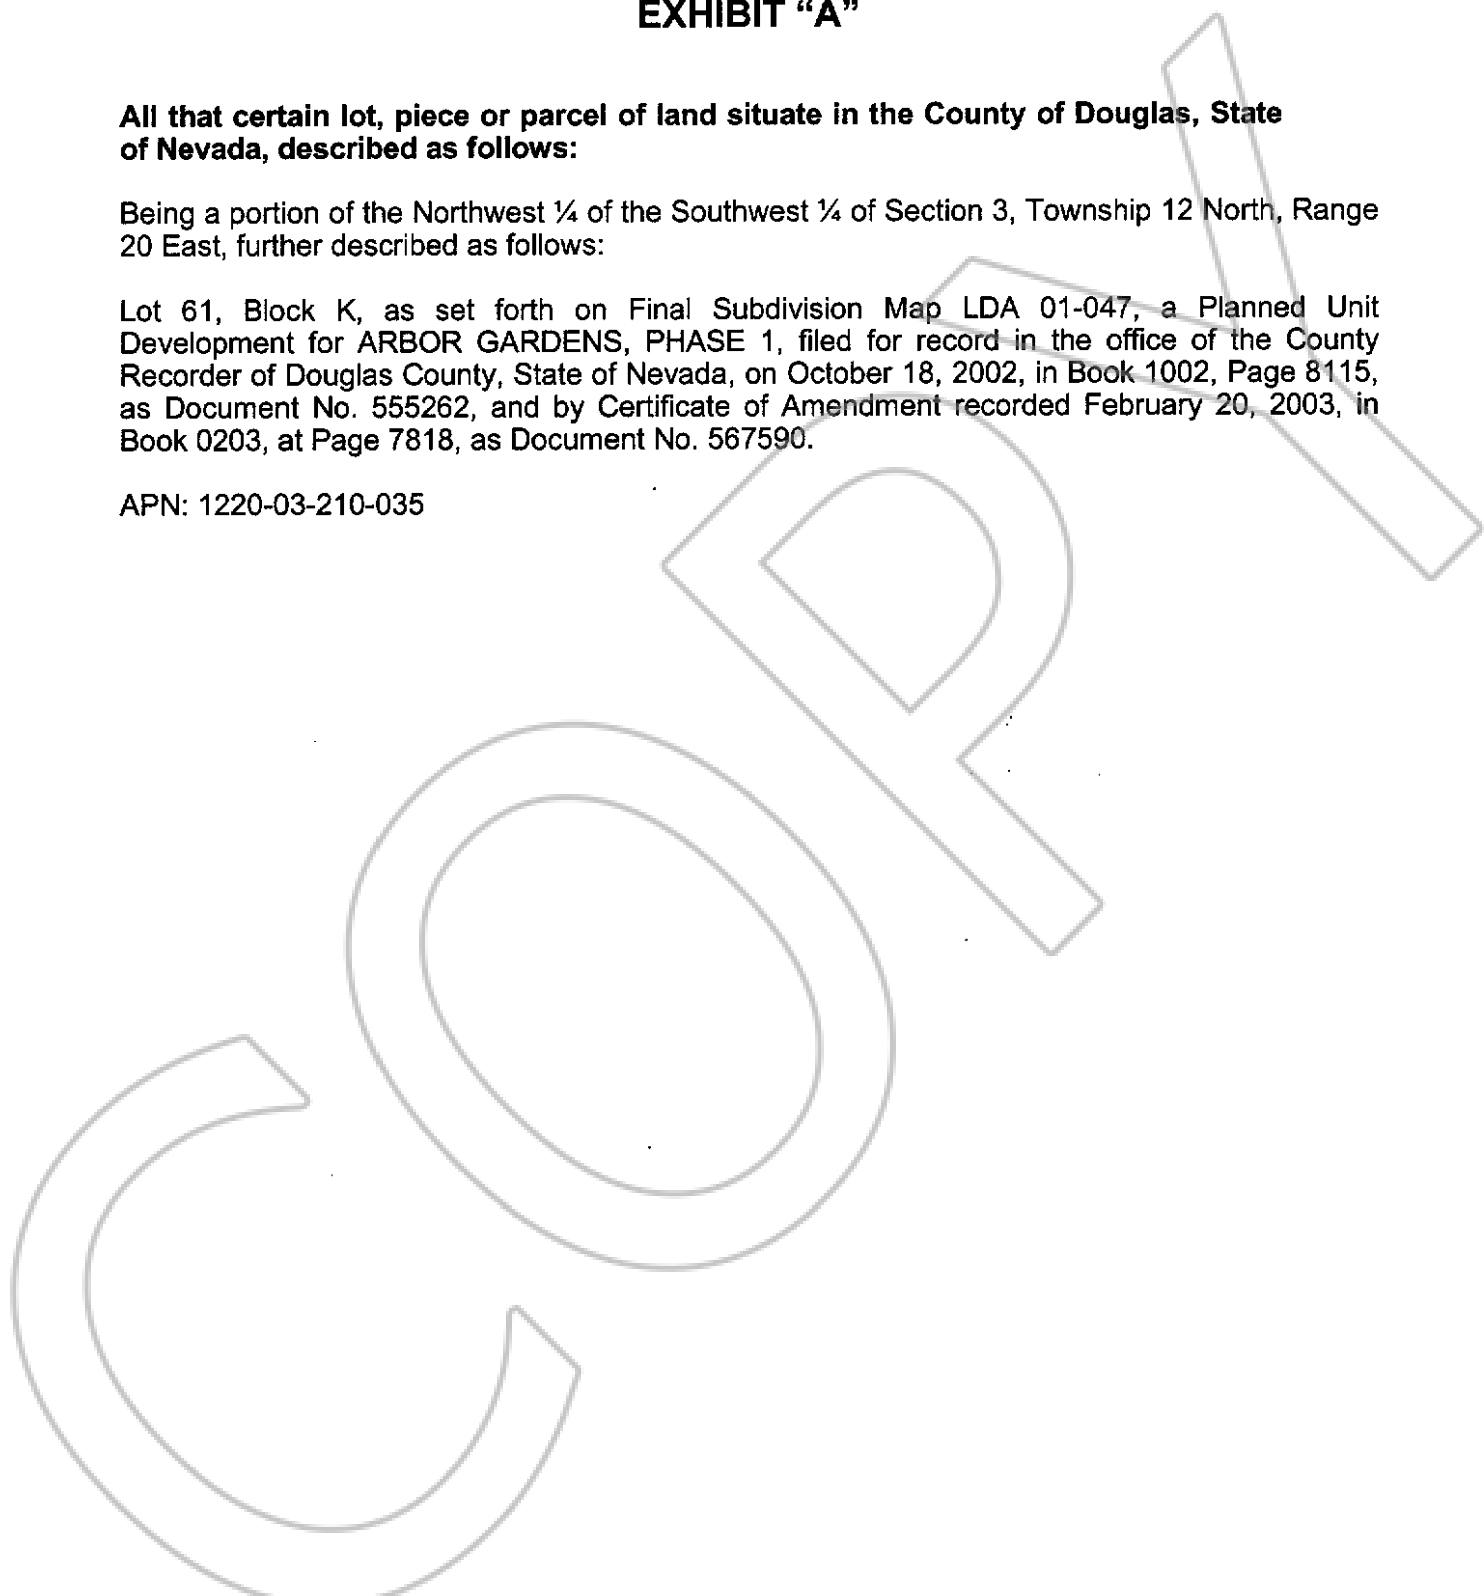 EXHIBIT “A”
All that certain lot, piece or parcel of land situate in the County of Douglas, State
of Nevada, described as follows:
Being a portion of the Northwest ¼ of the Southwest ¼ of Section 3, Township 12 North, Range
20 East, further described as follows:
Lot 61, Block K, as set forth on Final Subdivision Map LDA 01-047, a Planned Unit
Development for ARBOR GARDENS, PHASE 1, filed for record in the office of the County
Recorder of Douglas County, State of Nevada, on October 18, 2002, in Book 1002, Page 8115,
as Document No. 555262, and by Certificate of Amendment recorded February 20, 2003, in
Book 0203, at Page 7818, as Document No. 567590.
APN: 1220-03-210-035
COPY